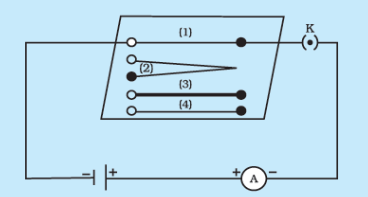 (1)
K
(2)
(3)
(4)
− +
+ A −